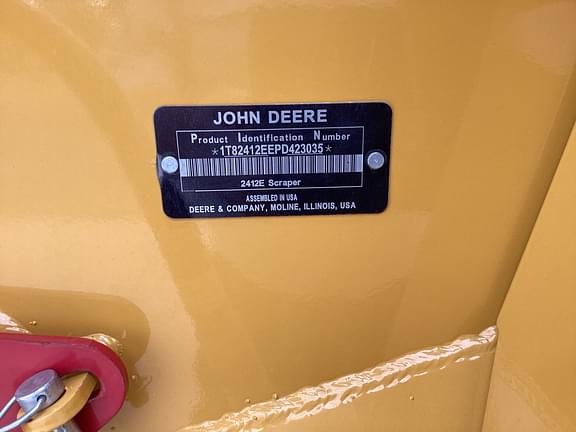 JOHN DEERE
Product Identification Number
*1T82412EEPD423035*
2412E Scraper
ASSEMBLED IN USA
DEERE & COMPANY, MOLINE, ILLINOIS, USA